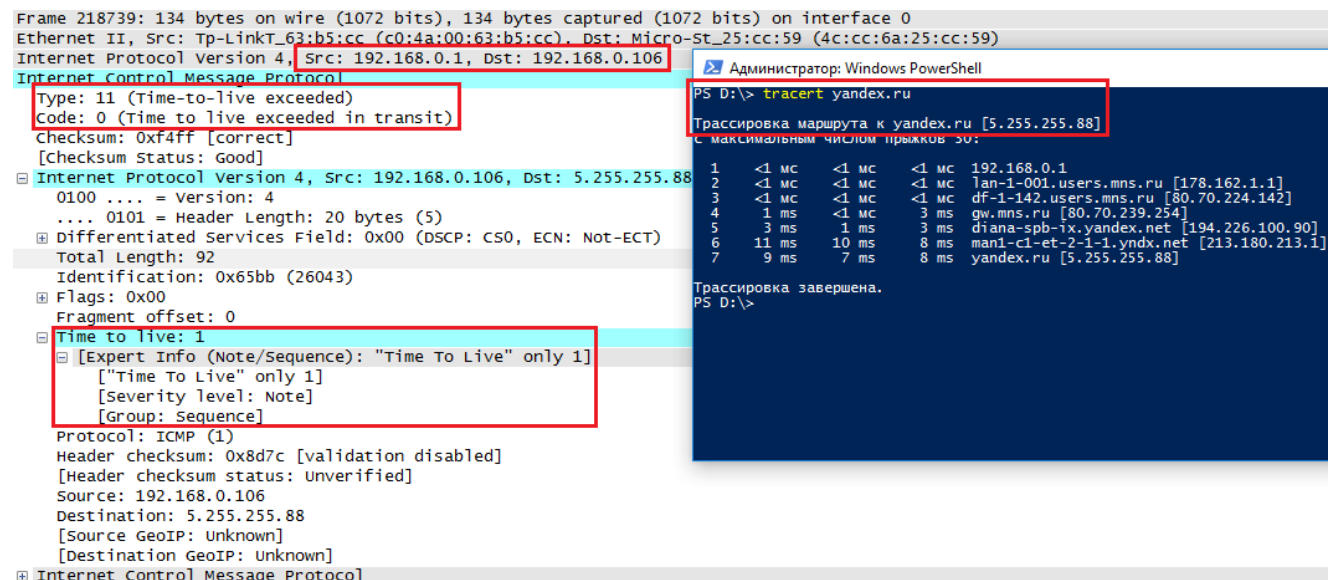 Frame 218739: 134 bytes on wire (1072 bits), 134 bytes captured (1072 bits) on interface 0
Ethernet II, Src: Tp-LinkT_63:b5:cc (c0:4a:00:63:b5:cc), Dst: Micro-St_25:cc:59 (4c:cc:6a:25:cc:59)
Internet Protocol Version 4, Src: 192.168.0.1, Dst: 192.168.0.106
Internet Control Message Protocol
Type: 11 (Time-to-live exceeded)
Code: 0 (Time to live exceeded in transit)
Checksum: 0xf4ff [correct]
[Checksum Status: Good]
Internet Protocol Version 4, Src: 192.168.0.106, Dst: 5.255.255.88
0100 .... = Version: 4
.... 0101 = Header Length: 20 bytes (5)
Differentiated Services Field: 0x00 (DSCP: CS0, ECN: Not-ECT)
Total Length: 92
Identification: 0x65bb (26043)
Flags: 0x00
Fragment offset: 0
Time to live: 1
[Expert Info (Note/Sequence): "Time To Live" only 1]
["Time To Live" only 1]
[Severity level: Note]
[Group: Sequence]
Protocol: ICMP (1)
Header checksum: 0x8d7c [validation disabled]
[Header checksum status: Unverified]
Source: 192.168.0.106
Destination: 5.255.255.88
[Source GeoIP: Unknown]
[Destination GeoIP: Unknown]
Internet Control Message Protocol
Администратор: Windows PowerShell
PS D:\> tracert yandex.ru
Трассировка маршрута к yandex.ru [5.255.255.88]
с максимальным числом прыжков 30:
1 <1 мс <1 мс <1 мс 192.168.0.1
2 <1 мс <1 мс <1 мс lan-1-001.users.mns.ru [178.162.1.1]
3 <1 мс <1 мс <1 мс df-1-142.users.mns.ru [80.70.224.142]
4 1 ms <1 мс 3 ms gw.mns.ru [80.70.239.254]
5 3 ms 1 ms 3 ms diana-spb-ix.yandex.net [194.226.100.90]
6 11 ms 10 ms 8 ms man1-c1-et-2-1-1.yndx.net [213.180.213.1]
7 9 ms 7 ms 8 ms yandex.ru [5.255.255.88]
Трассировка завершена.
PS D:\>